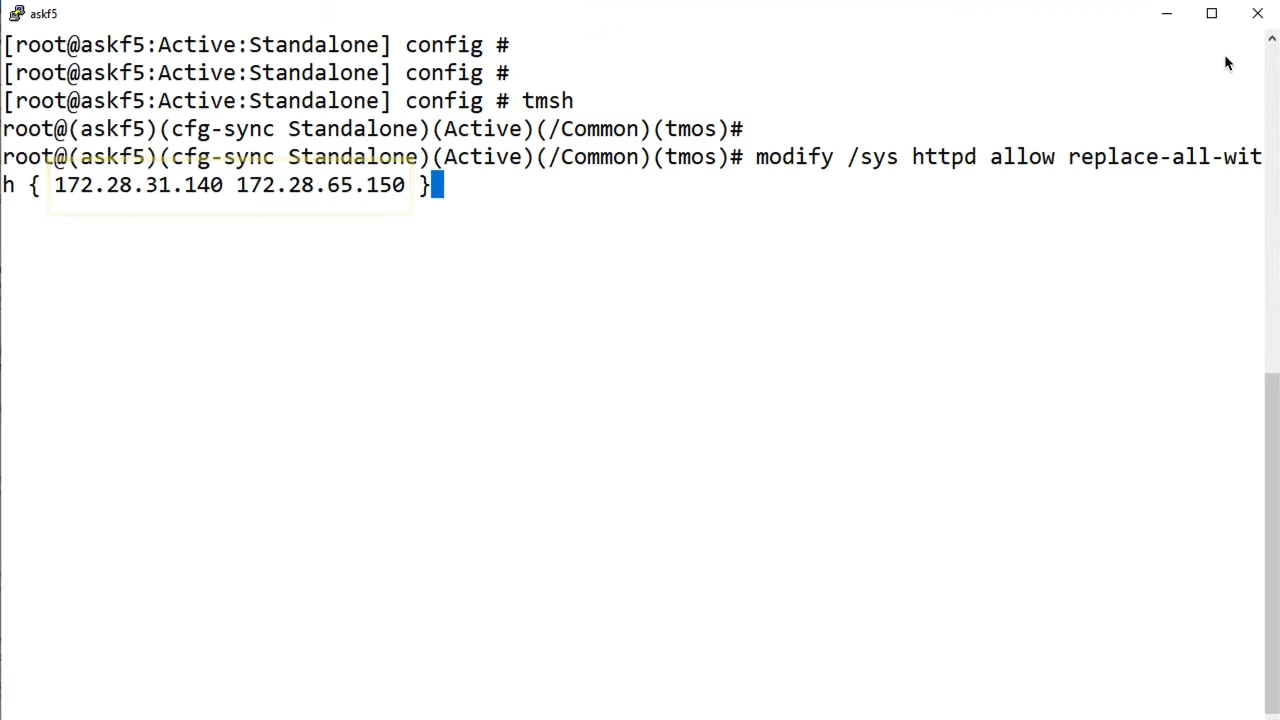 askf5
[root@askf5:Active:Standalone] config #
[root@askf5:Active:Standalone] config #
[root@askf5:Active:Standalone] config # tmsh
root@(askf5)(cfg-sync Standalone)(Active)(/Common)(tmos)#
root@(askf5)(cfg-sync Standalone)(Active)(/Common)(tmos)# modify /sys httpd allow replace-all-wit
h { 172.28.31.140 172.28.65.150 }